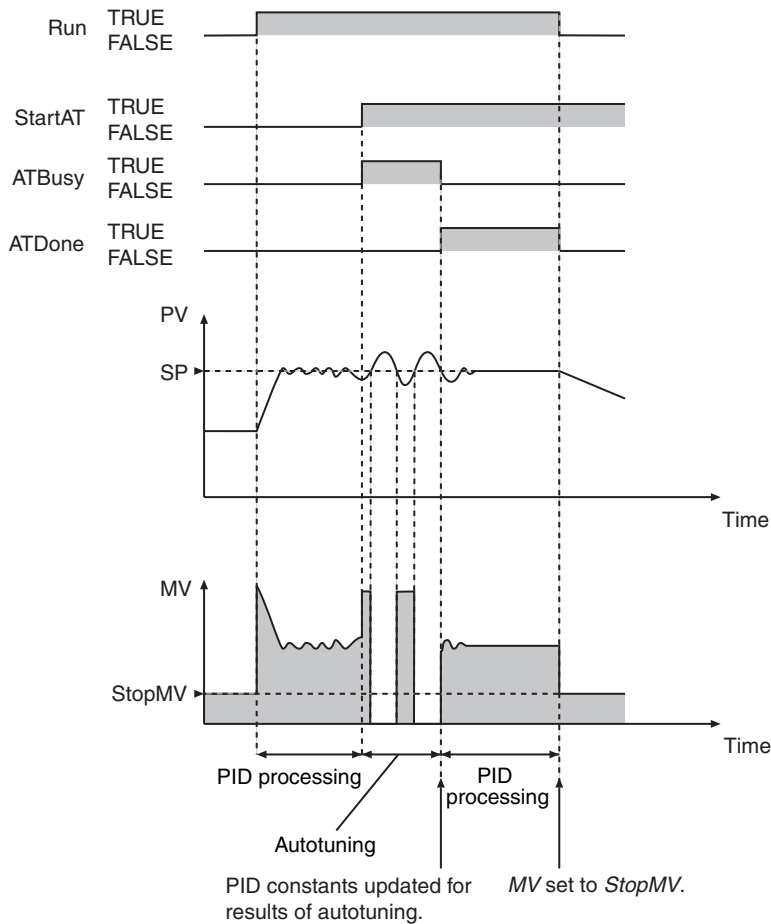 Run TRUE
FALSE
StartAT TRUE
FALSE
ATBusy TRUE
FALSE
ATDone TRUE
FALSE
PV
SP
Time
MV
StopMV
Time
PID processing
PID
processing
Autotuning
PID constants updated for
results of autotuning.
MV set to StopMV.